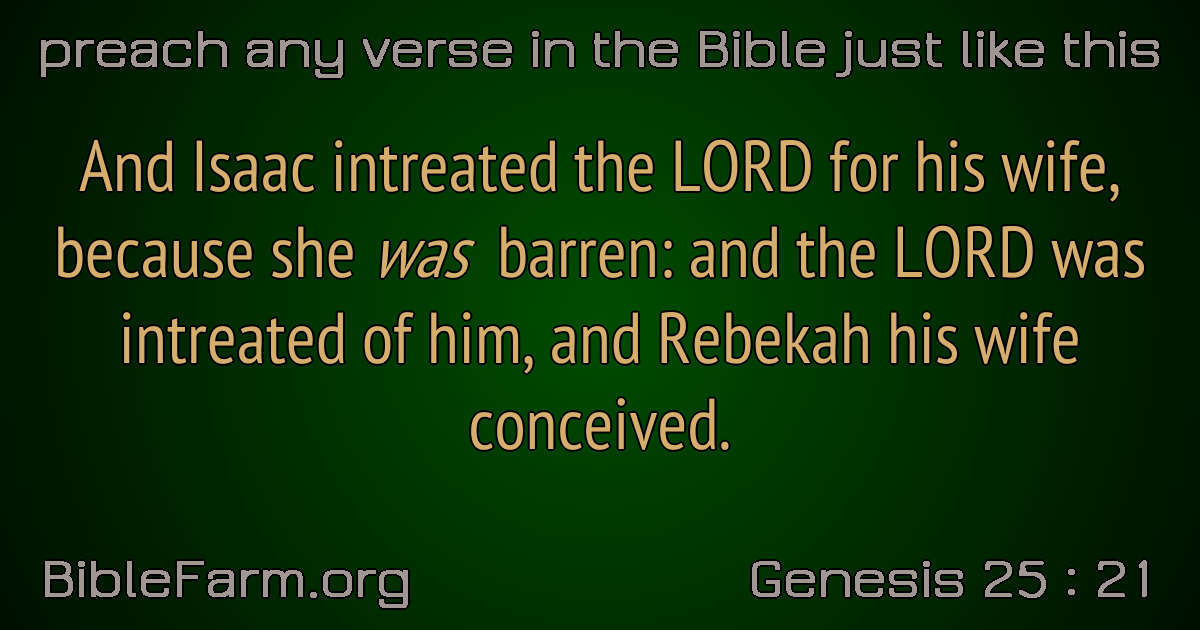 preach any verse in the Bible just like this
And Isaac intreated the LORD for his wife,
because she was barren: and the LORD was
intreated of him, and Rebekah his wife
conceived.
BibleFarm.org
Genesis 25 : 21